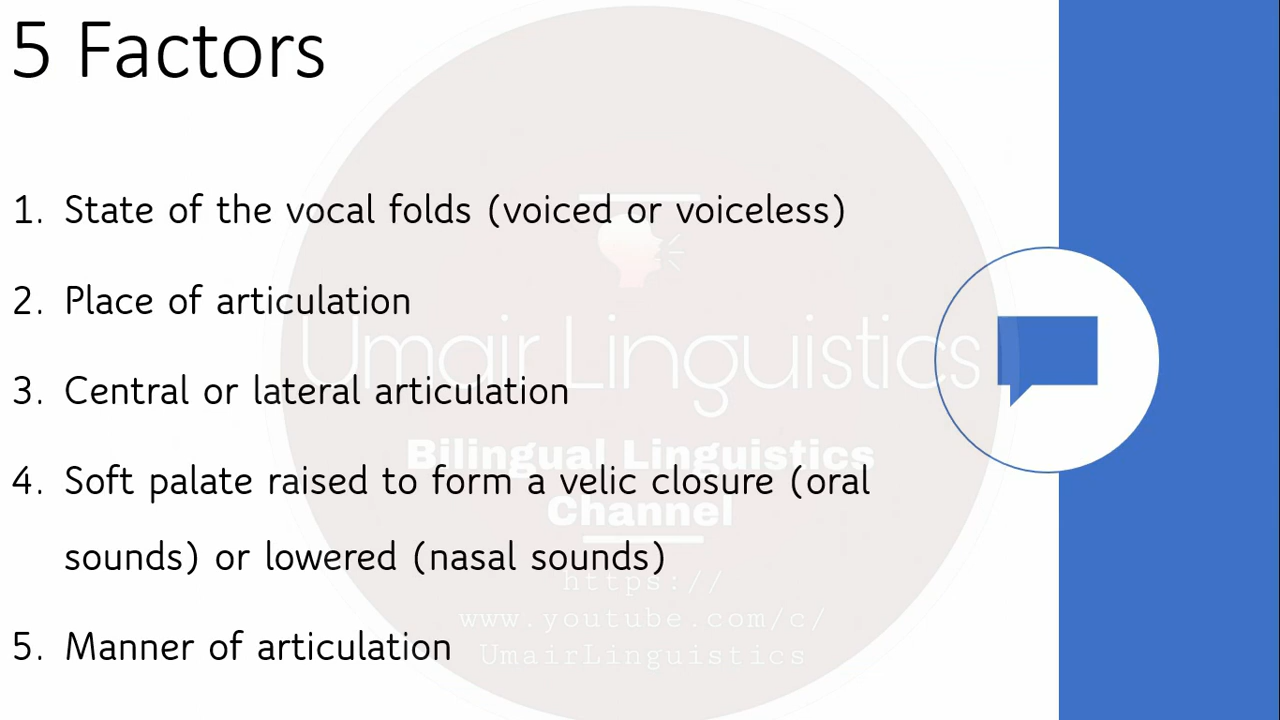 5 Factors
1. State of the vocal folds (voiced or voiceless)
2. Place of articulation
3. Central or lateral articulation
4. Soft palate raised to form a velic closure (oral
sounds) or lowered (nasal sounds)
5. Manner of articulation
Umair Linguistics
Bilingual Linguistics
Channel
https://
www.youtube.com/c/
UmairLinguistics